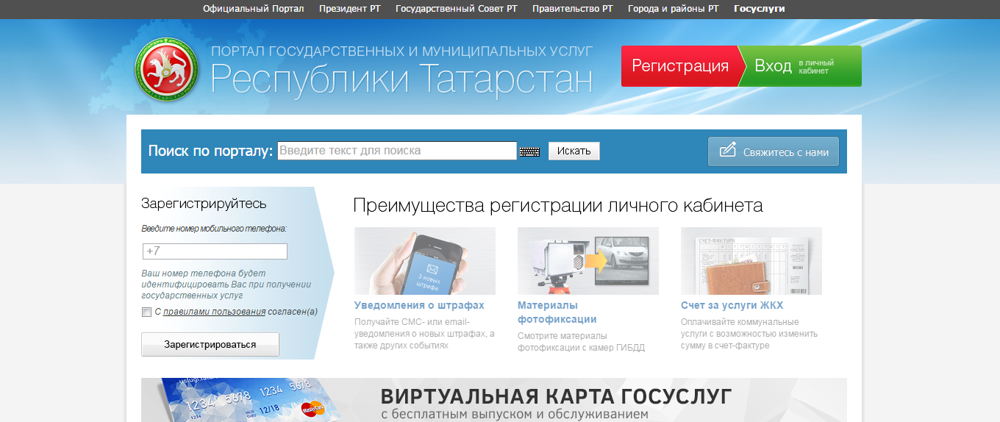 Официальный Портал Президент РТ Государственный Совет РТ Правительство РТ Города и районы РТ Госуслуги
ПОРТАЛ ГОСУДАРСТВЕННЫХ И МУНИЦИПАЛЬНЫХ УСЛУГ
Республики Татарстан
ТАТАРСТАН
Регистрация
Вход
в личный
кабинет
Поиск по порталу: Введите текст для поиска Искать Свяжитесь с нами
Зарегистрируйтесь
Введите номер мобильного телефона:
+7
Ваш номер телефона будет
идентифицировать Вас при получении
государственных услуг
С правилами пользования согласен(а)
Зарегистрироваться
Преимущества регистрации личного кабинета
3 новых
штрафа
Уведомления о штрафах
Получайте СМС- или email-
уведомления о новых штрафах, а
также других событиях
Материалы
фотофиксации
Смотрите материалы
фотофиксации с камер ГИБДД
СЧЕТ-ФАКТУРА
Счет за услуги ЖКХ
Оплачивайте коммунальные
услуги с возможностью изменить
сумму в счет-фактуре
1234 5678 1234 5678
1234
12/18
MasterCard
ВИРТУАЛЬНАЯ КАРТА ГОСУСЛУГ
с бесплатным выпуском и обслуживанием